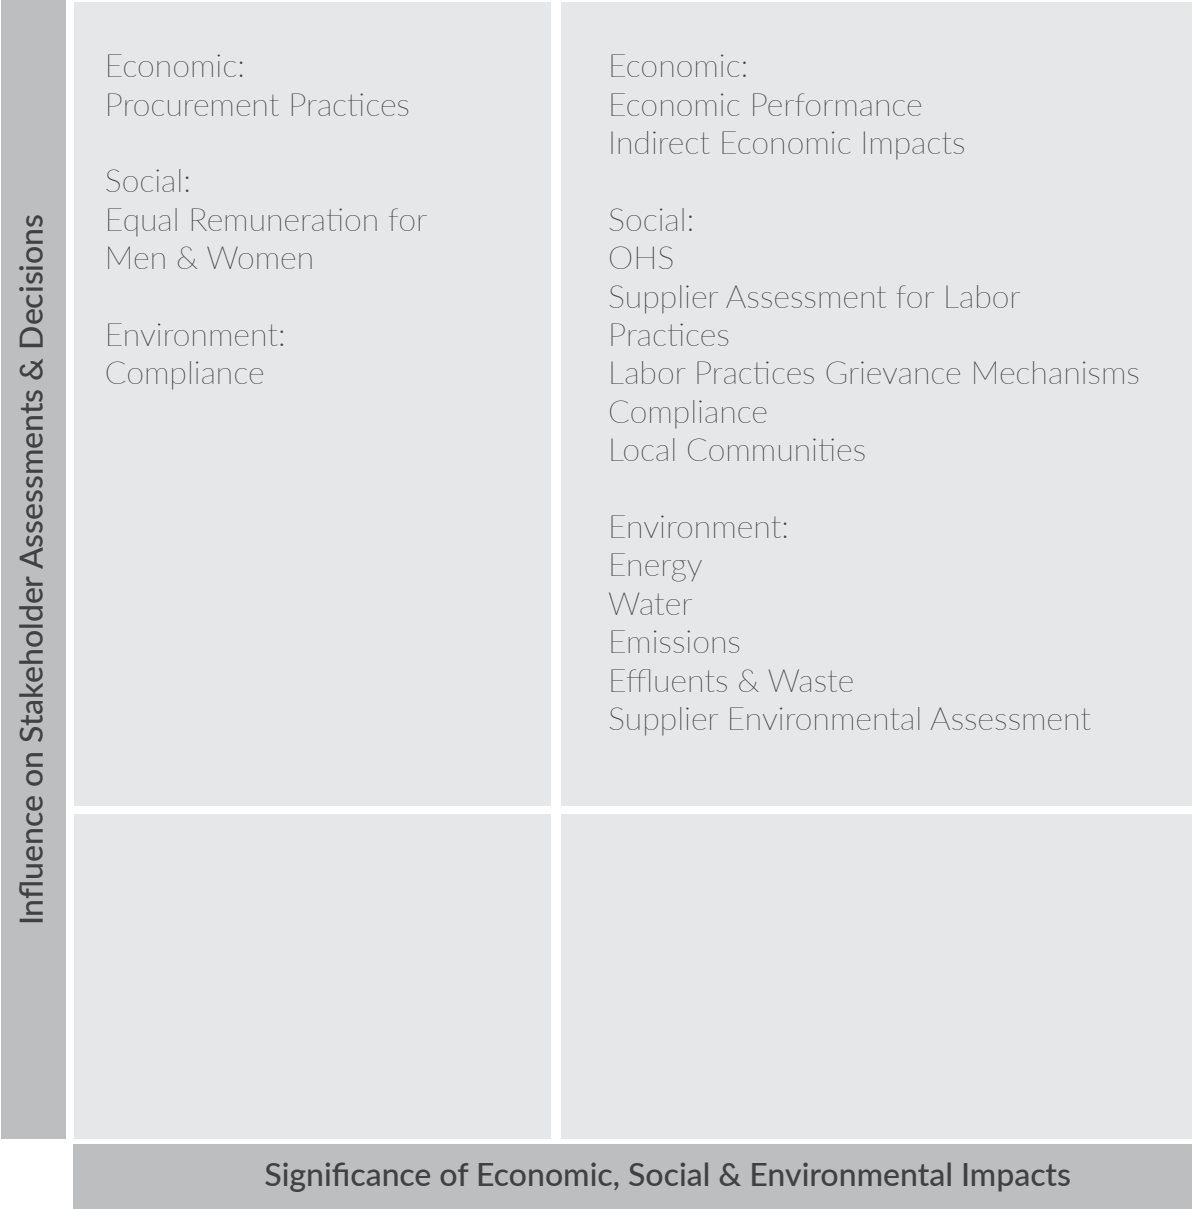 Influence on Stakeholder Assessments & Decisions
Economic:
Procurement Practices
Social:
Equal Remuneration for
Men & Women
Environment:
Compliance
Economic:
Economic Performance
Indirect Economic Impacts
Social:
OHS
Supplier Assessment for Labor
Practices
Labor Practices Grievance Mechanisms
Compliance
Local Communities
Environment:
Energy
Water
Emissions
Effluents & Waste
Supplier Environmental Assessment
Significance of Economic, Social & Environmental Impacts